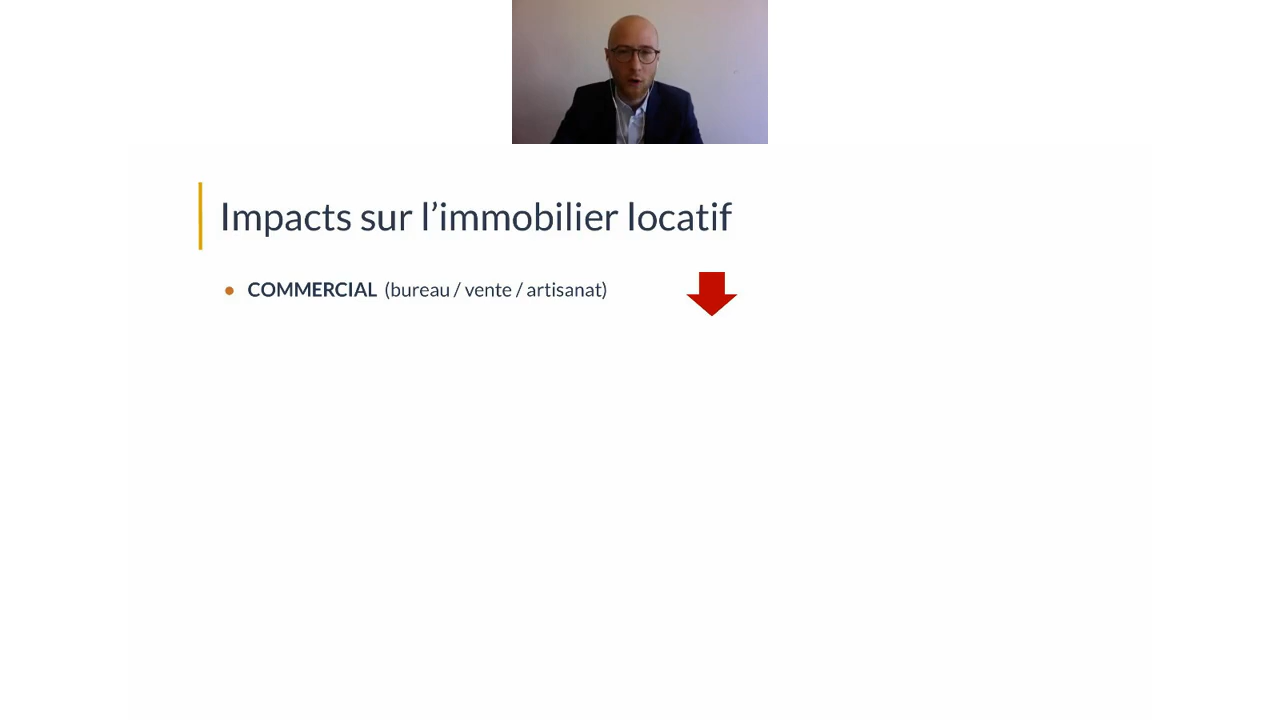 Impacts sur l’immobilier locatif
COMMERCIAL (bureau / vente / artisanat)